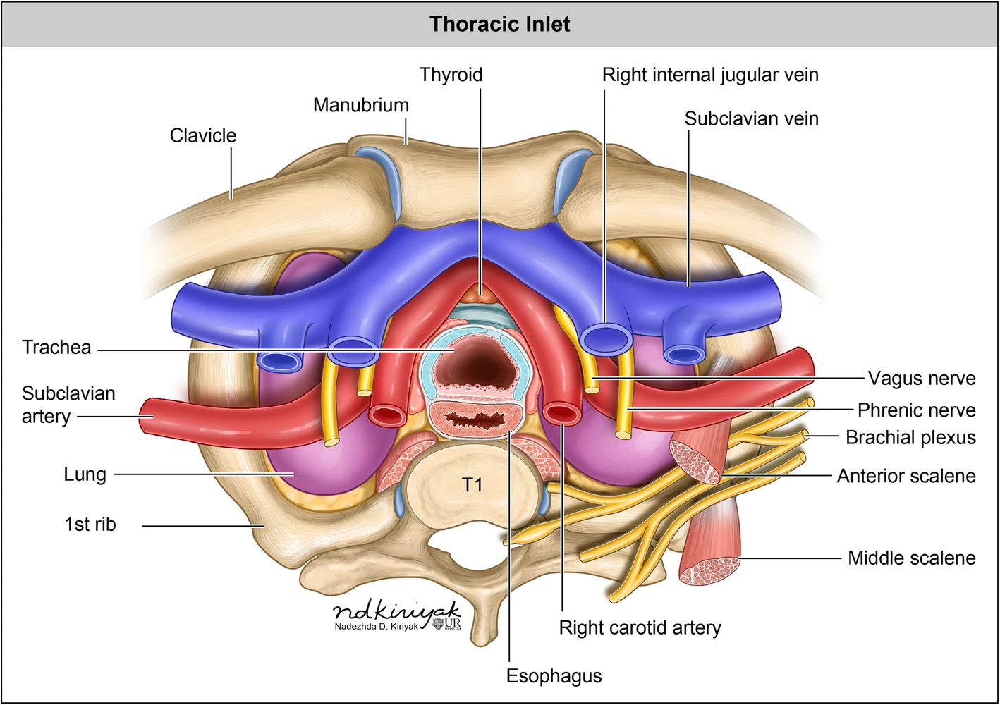 Thoracic Inlet
Thyroid
Right internal jugular vein
Manubrium
Subclavian vein
Clavicle
Trachea
Subclavian
artery
Vagus nerve
Phrenic nerve
Brachial plexus
Lung
Anterior scalene
T1
1st rib
Middle scalene
ndkiriyak
Nadezhda D. Kiriyak
UR
MEDICINE
Right carotid artery
Esophagus